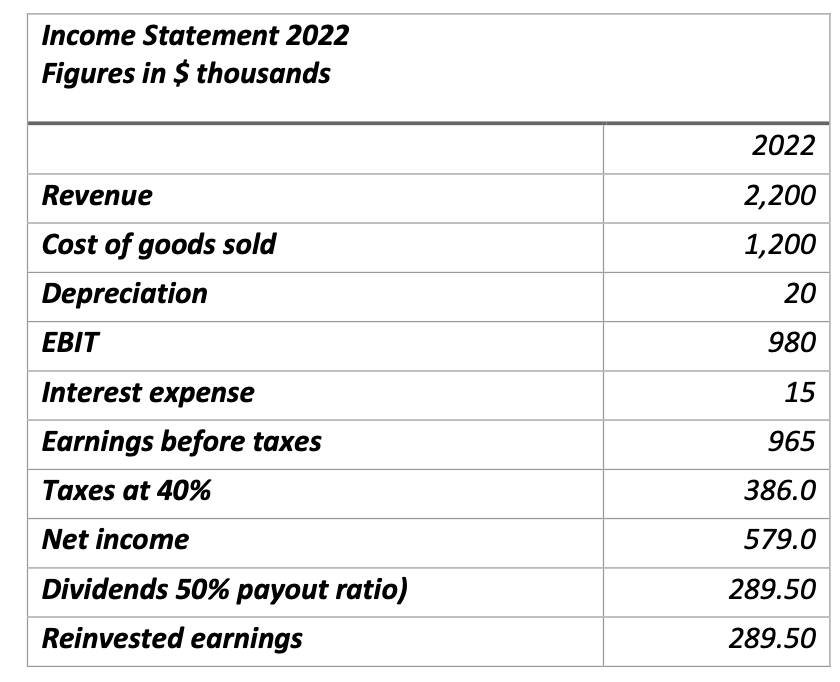 Income Statement 2022
Figures in $ thousands
2022
Revenue 2,200
Cost of goods sold 1,200
Depreciation 20
EBIT 980
Interest expense 15
Earnings before taxes 965
Taxes at 40% 386.0
Net income 579.0
Dividends 50% payout ratio) 289.50
Reinvested earnings 289.50